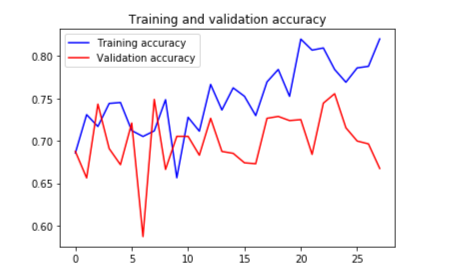 Training and validation accuracy
Training accuracy
Validation accuracy
0.80
0.75
0.70
0.65
0.60
0 5 10 15 20 25